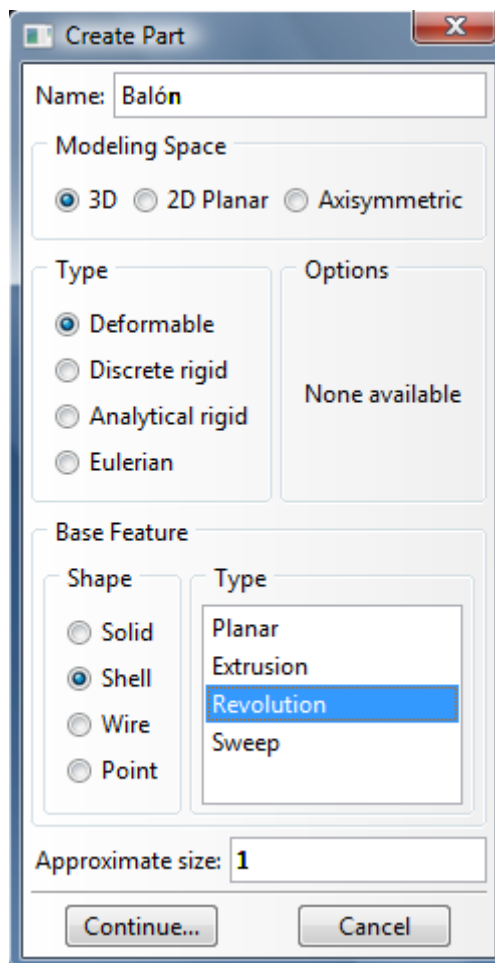 Create Part
Name: Balón
Modeling Space
3D 2D Planar Axisymmetric
Type
Deformable
Discrete rigid
Analytical rigid
Eulerian
Options
None available
Base Feature
Shape
Solid
Shell
Wire
Point
Type
Planar
Extrusion
Revolution
Sweep
Approximate size: 1
Continue... Cancel